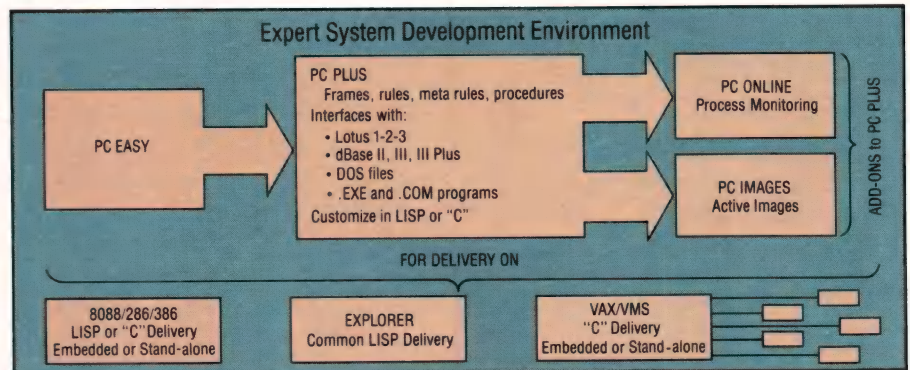 Expert System Development Environment
PC EASY
PC PLUS
Frames, rules, meta rules, procedures
Interfaces with:
• Lotus 1-2-3
• dBase II, III, III Plus
• DOS files
• .EXE and .COM programs
Customize in LISP or "C"
PC ONLINE
Process Monitoring
PC IMAGES
Active Images
ADD-ONS to PC PLUS
FOR DELIVERY ON
8088/286/386
LISP or "C" Delivery
Embedded or Stand-alone
EXPLORER
Common LISP Delivery
VAX/VMS
"C" Delivery
Embedded or Stand-alone